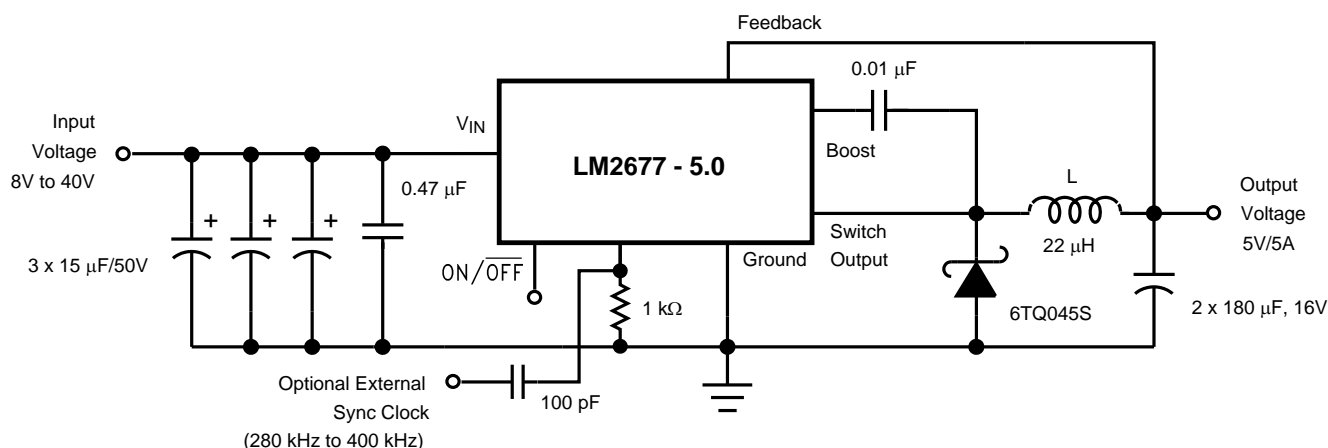 Feedback
0.01 μF
Input
Voltage
8V to 40V
VIN
LM2677 - 5.0
Boost
0.47 μF
+
+
+
3 x 15 μF/50V
ON/O̅F̅F̅
Ground
Switch
Output
L
22 μH
Output
Voltage
5V/5A
1 kΩ
6TQ045S
2 x 180 μF, 16V
Optional External
Sync Clock
(280 kHz to 400 kHz)
100 pF